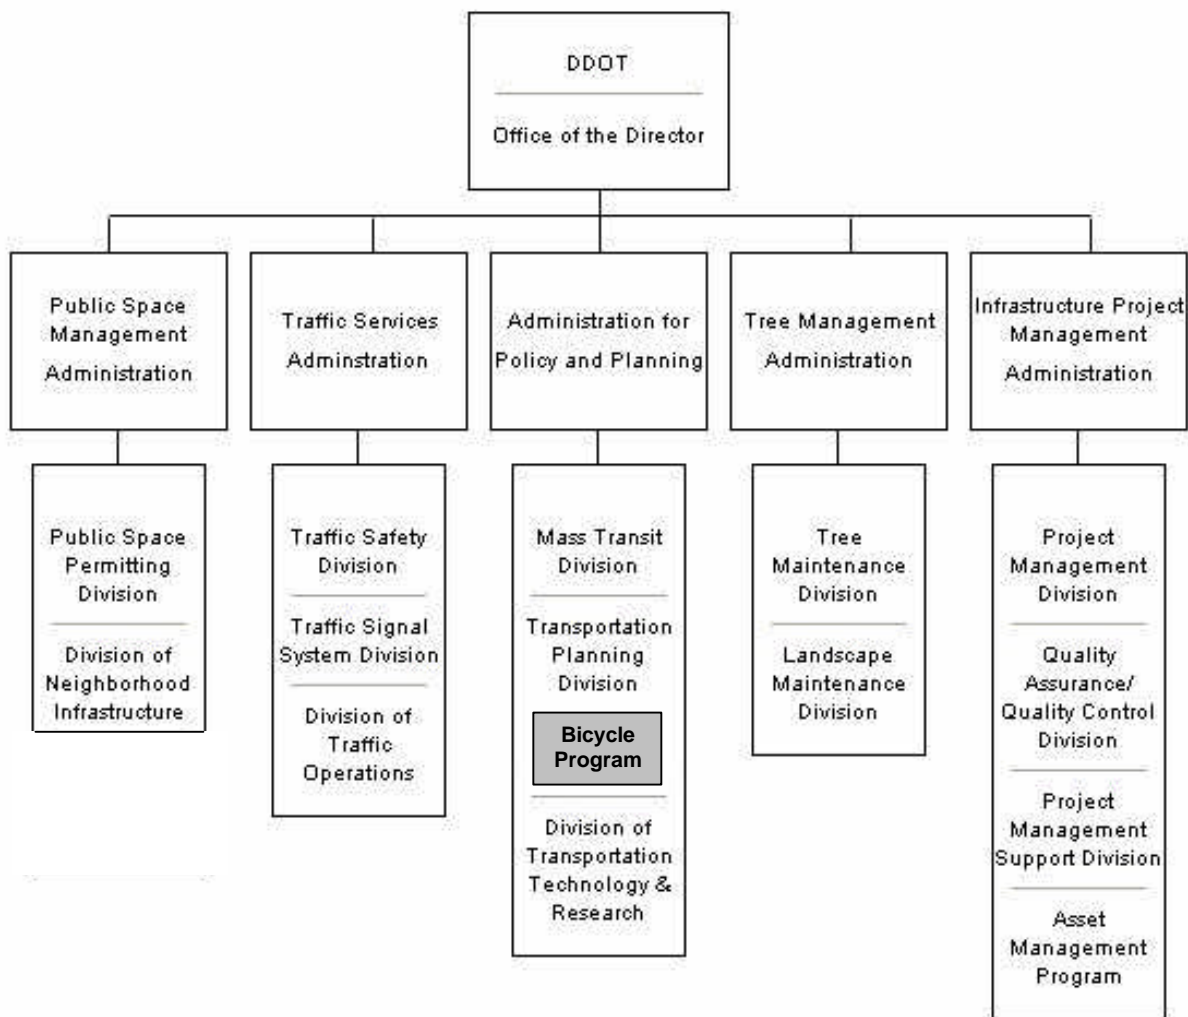 DDOT
Office of the Director
Public Space
Management
Administration
Traffic Services
Adminstration
Administration for
Policy and Planning
Tree Management
Administration
Infrastructure Project
Management
Administration
Public Space
Permitting
Division
Division of
Neighborhood
Infrastructure
Traffic Safety
Division
Traffic Signal
System Division
Division of
Traffic
Operations
Mass Transit
Division
Transportation
Planning
Division
Bicycle
Program
Division of
Transportation
Technology &
Research
Tree
Maintenance
Division
Landscape
Maintenance
Division
Project
Management
Division
Quality
Assurance/
Quality Control
Division
Project
Management
Support Division
Asset
Management
Program